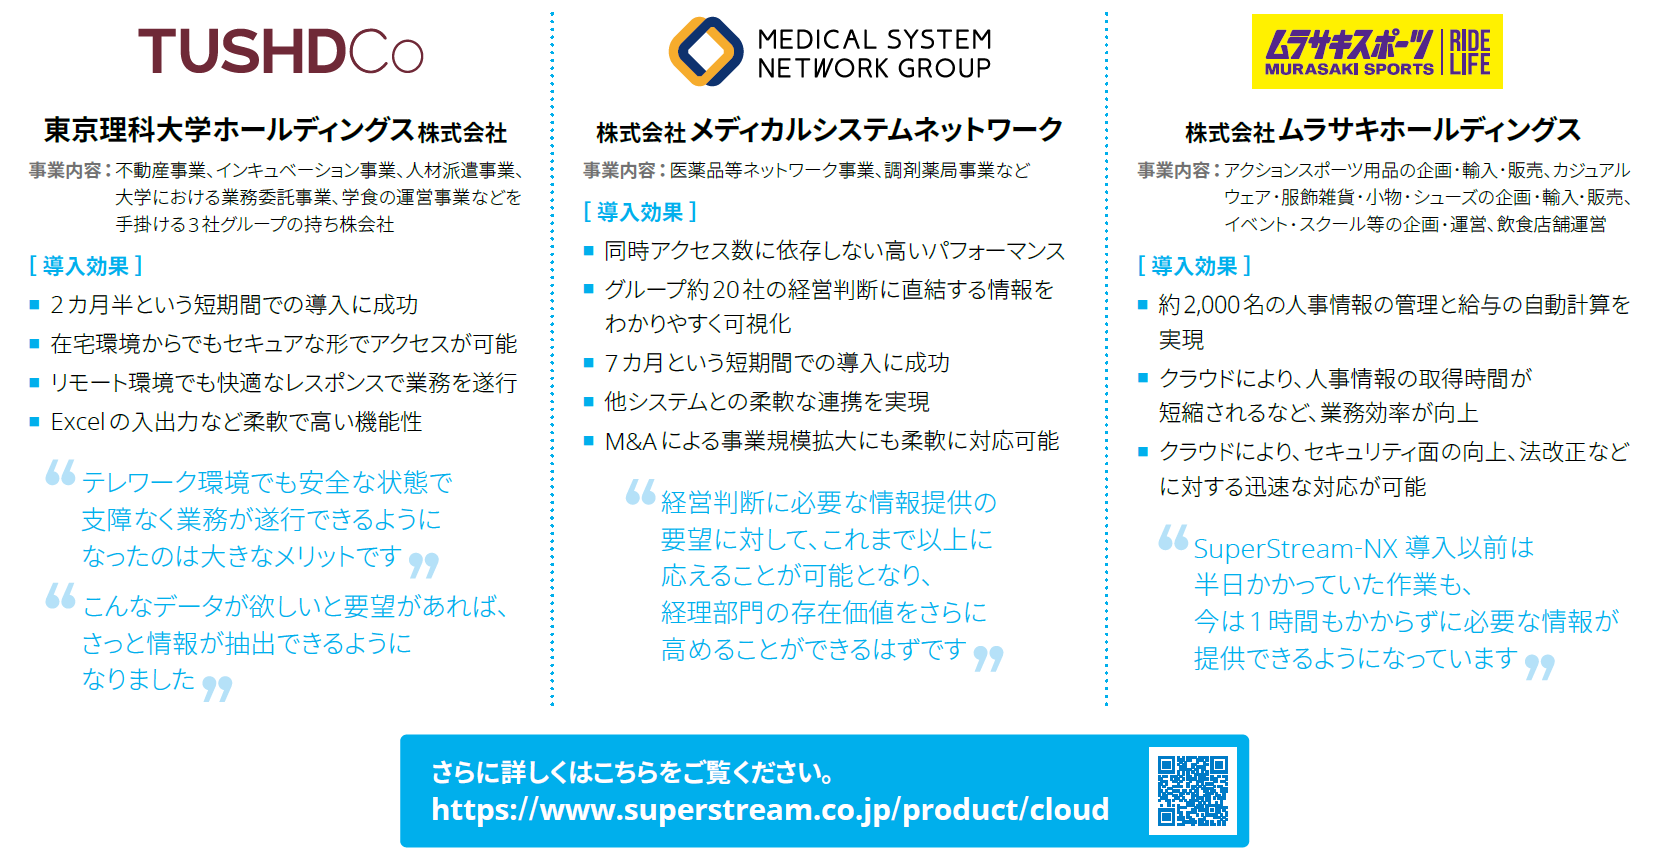 TUSHDCo
東京理科大学ホールディングス株式会社
事業内容：不動産事業、インキュベーション事業、人材派遣事業、
大学における業務委託事業、学食の運営事業などを
手掛ける3社グループの持ち株会社
[ 導入効果 ]
■ 2カ月半という短期間での導入に成功
■ 在宅環境からでもセキュアな形でアクセスが可能
■ リモート環境でも快適なレスポンスで業務を遂行
■ Excelの入出力など柔軟で高い機能性
“テレワーク環境でも安全な状態で
支障なく業務が遂行できるように
なったのは大きなメリットです”
“こんなデータが欲しいと要望があれば、
さっと情報が抽出できるように
なりました”
MEDICAL SYSTEM
NETWORK GROUP
株式会社メディカルシステムネットワーク
事業内容：医薬品等ネットワーク事業、調剤薬局事業など
[ 導入効果 ]
■ 同時アクセス数に依存しない高いパフォーマンス
■ グループ約20社の経営判断に直結する情報を
わかりやすく可視化
■ 7カ月という短期間での導入に成功
■ 他システムとの柔軟な連携を実現
■ M&Aによる事業規模拡大にも柔軟に対応可能
“経営判断に必要な情報提供の
要望に対して、これまで以上に
応えることが可能となり、
経理部門の存在価値をさらに
高めることができるはずです”
ムラサキスポーツ
MURASAKI SPORTS
RIDE
LIFE
株式会社ムラサキホールディングス
事業内容：アクションスポーツ用品の企画・輸入・販売、カジュアル
ウェア・服飾雑貨・小物・シューズの企画・輸入・販売、
イベント・スクール等の企画・運営、飲食店舗運営
[ 導入効果 ]
■ 約2,000名の人事情報の管理と給与の自動計算を
実現
■ クラウドにより、人事情報の取得時間が
短縮されるなど、業務効率が向上
■ クラウドにより、セキュリティ面の向上、法改正など
に対する迅速な対応が可能
“SuperStream-NX 導入以前は
半日かかっていた作業も、
今は1時間もかからずに必要な情報が
提供できるようになっています”
さらに詳しくはこちらをご覧ください。
https://www.superstream.co.jp/product/cloud